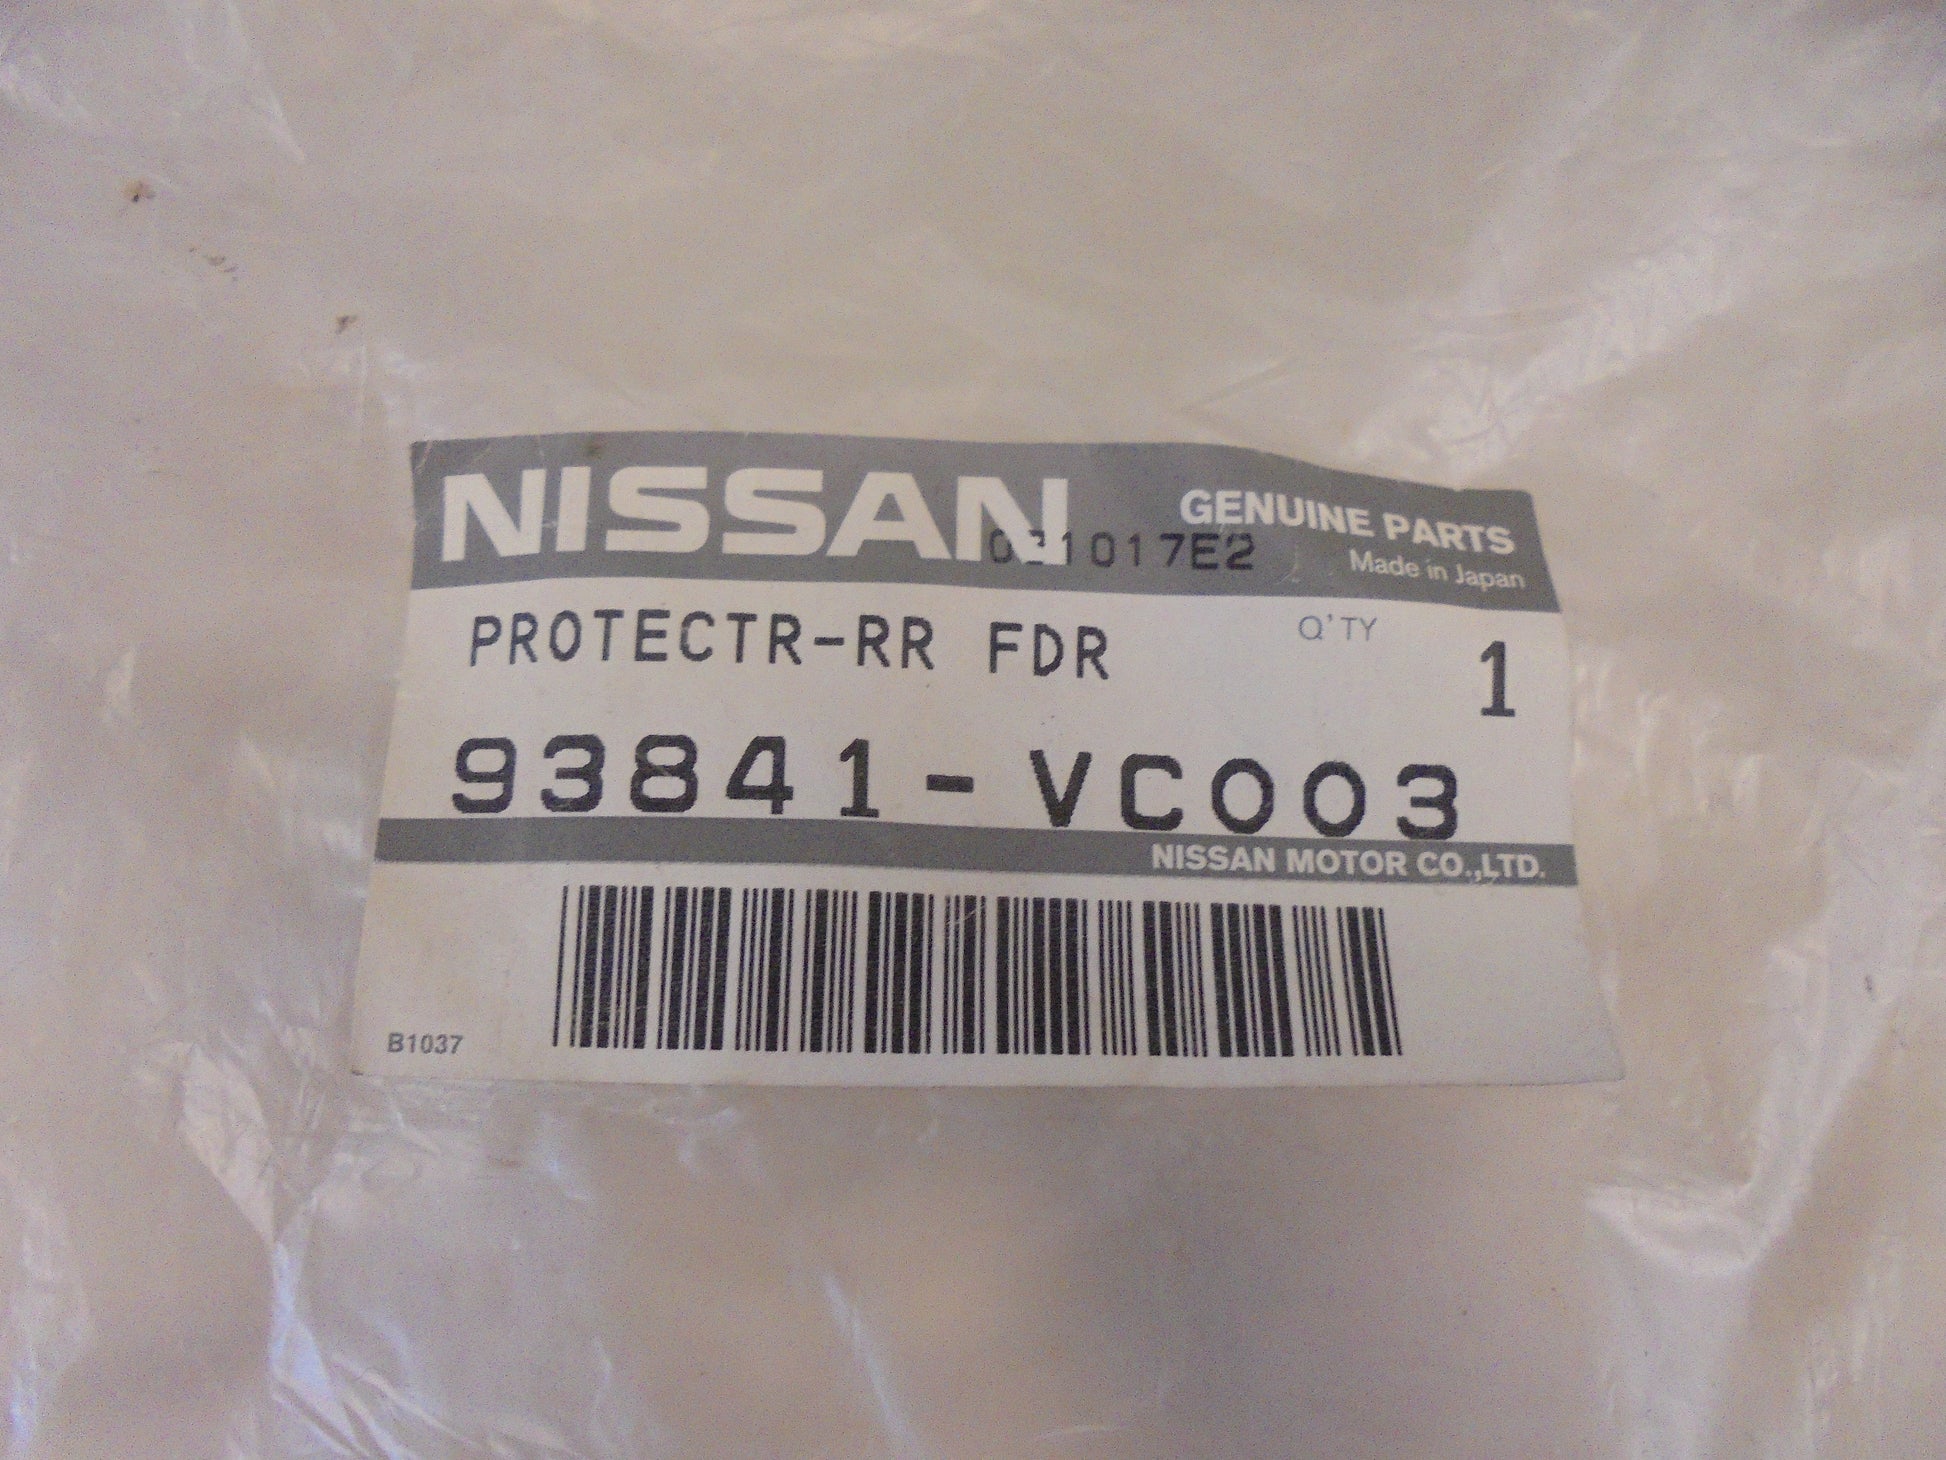 NISSAN
GENUINE PARTS
Made in Japan
PROTECTR-RR FDR
Q'TY
1
93841-VC003
NISSAN MOTOR CO.,LTD.
B1037